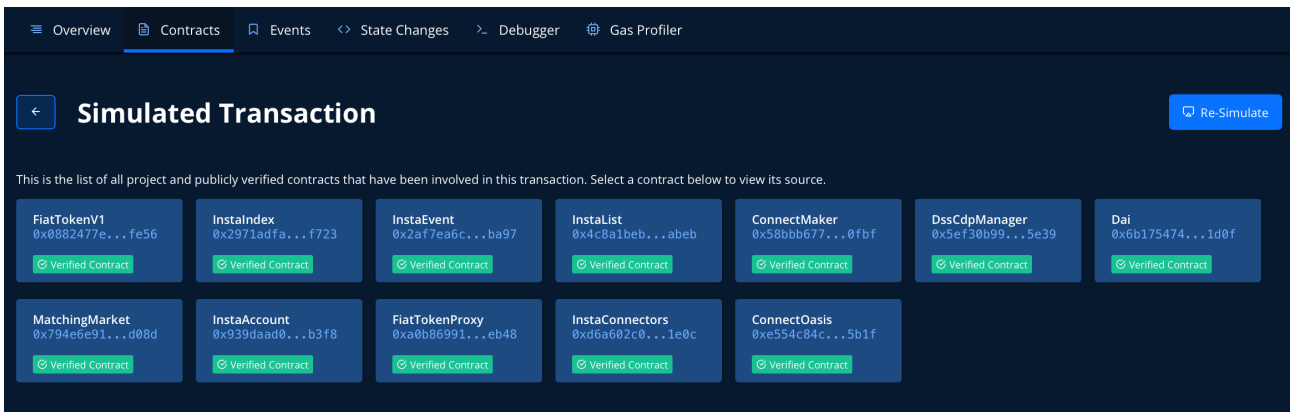 Overview Contracts Events State Changes Debugger Gas Profiler
Simulated Transaction
Re-Simulate
This is the list of all project and publicly verified contracts that have been involved in this transaction. Select a contract below to view its source.
FiatTokenV1
0x0882477e...fe56
Verified Contract
InstaIndex
0x2971adfa...f723
Verified Contract
InstaEvent
0x2af7ea6c...ba97
Verified Contract
InstaList
0x4c8a1beb...abeb
Verified Contract
ConnectMaker
0x58bbb677...0fbf
Verified Contract
DssCdpManager
0x5ef30b99...5e39
Verified Contract
Dai
0x6b175474...1d0f
Verified Contract
MatchingMarket
0x794e6e91...d08d
Verified Contract
InstaAccount
0x939daad0...b3f8
Verified Contract
FiatTokenProxy
0xa0b86991...eb48
Verified Contract
InstaConnectors
0xd6a602c0...1e0c
Verified Contract
ConnectOasis
0xe554c84c...5b1f
Verified Contract